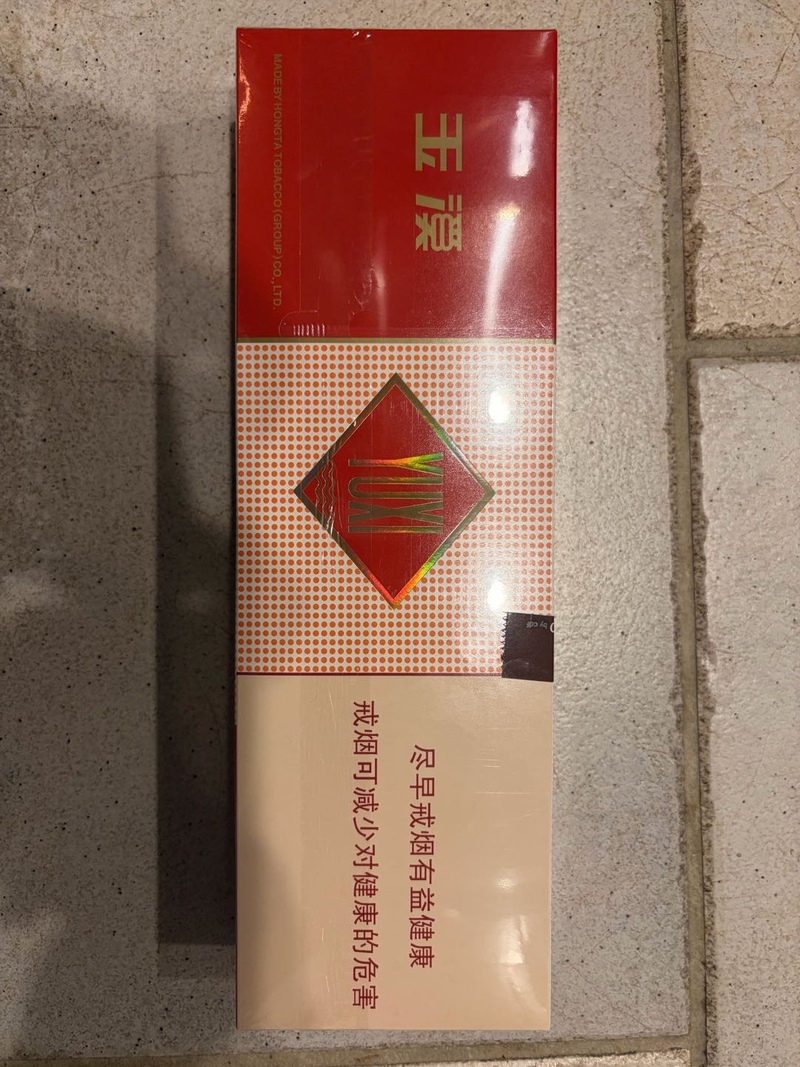 玉溪
MADE BY HONGTA TOBACCO (GROUP) CO., LTD.
YUXI
尽早戒烟有益健康
戒烟可减少对健康的危害